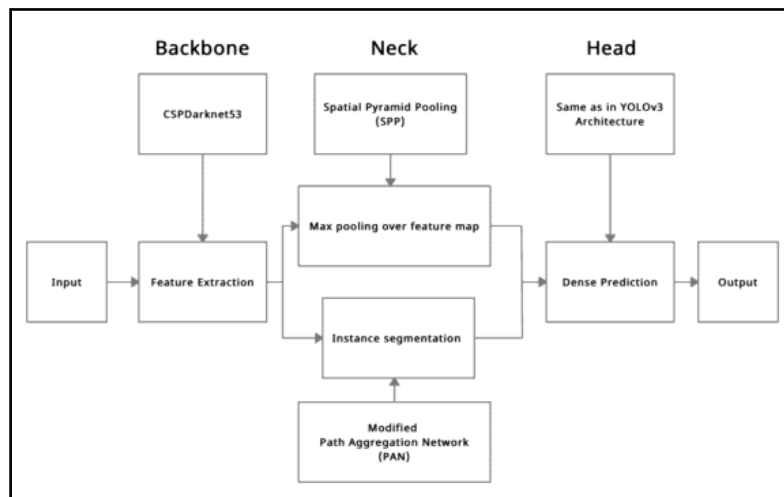 Backbone
Neck
Head
CSPDarknet53
Spatial Pyramid Pooling
(SPP)
Same as in YOLOv3
Architecture
Max pooling over feature map
Input
Feature Extraction
Dense Prediction
Output
Instance segmentation
Modified
Path Aggregation Network
(PAN)